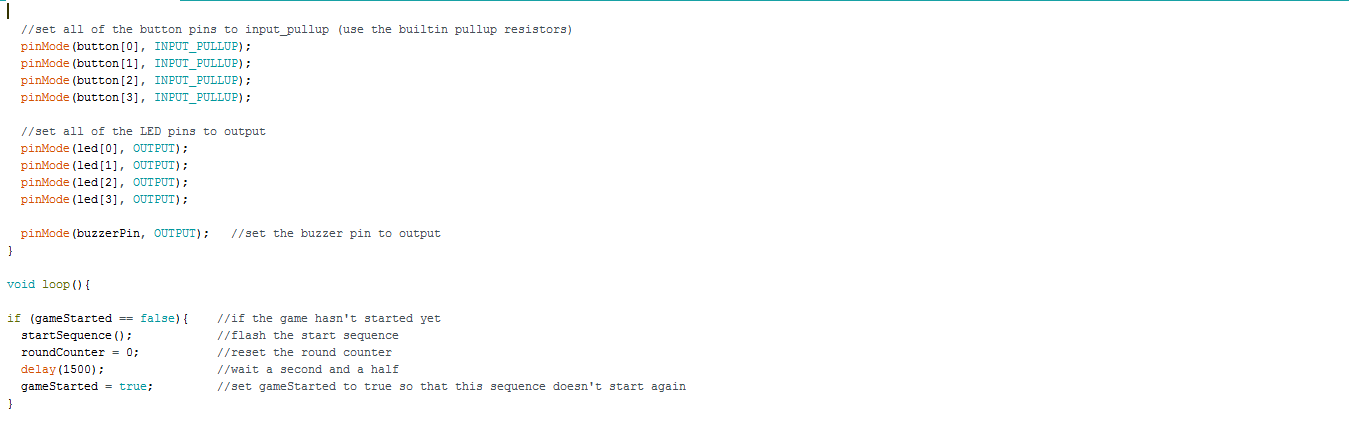 //set all of the button pins to input_pullup (use the builtin pullup resistors)
pinMode(button[0], INPUT_PULLUP);
pinMode(button[1], INPUT_PULLUP);
pinMode(button[2], INPUT_PULLUP);
pinMode(button[3], INPUT_PULLUP);
//set all of the LED pins to output
pinMode(led[0], OUTPUT);
pinMode(led[1], OUTPUT);
pinMode(led[2], OUTPUT);
pinMode(led[3], OUTPUT);
pinMode(buzzerPin, OUTPUT);   //set the buzzer pin to output
}
void loop(){
if (gameStarted == false){    //if the game hasn't started yet
startSequence();            //flash the start sequence
roundCounter = 0;           //reset the round counter
delay(1500);                //wait a second and a half
gameStarted = true;         //set gameStarted to true so that this sequence doesn't start again
}